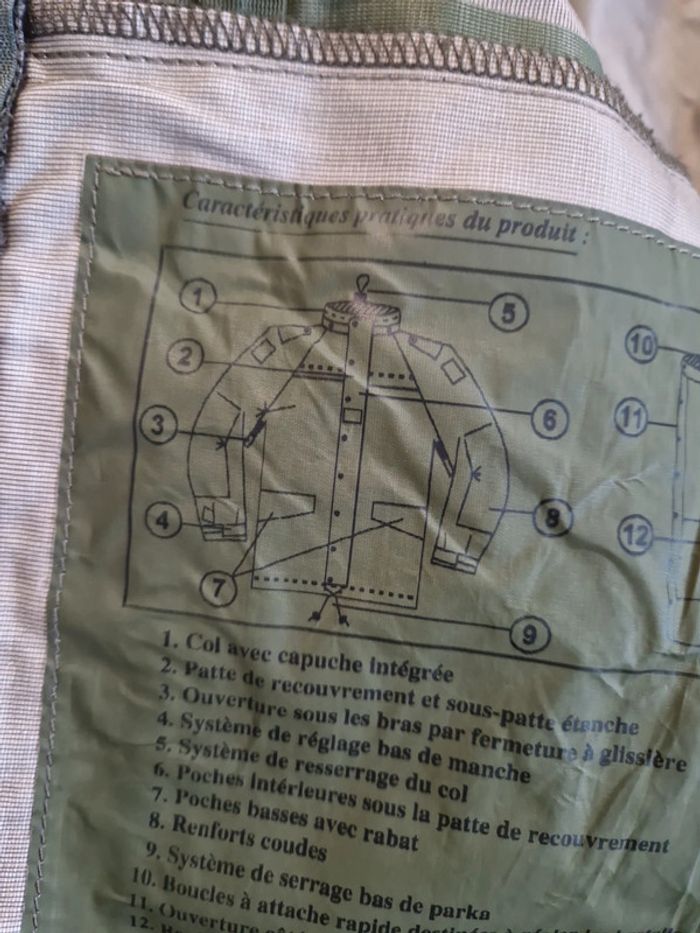 Caractéristiques pratiques du produit :
1
5
10
2
3
6
11
4
8
12
7
9
1. Col avec capuche intégrée
2. Patte de recouvrement et sous-patte étanche
3. Ouverture sous les bras par fermeture à glissière
4. Système de réglage bas de manche
5. Système de resserrage du col
6. Poches intérieures sous la patte de recouvrement
7. Poches basses avec rabat
8. Renforts coudes
9. Système de serrage bas de parka
10. Boucles à attache rapide
11. Ouverture
12.